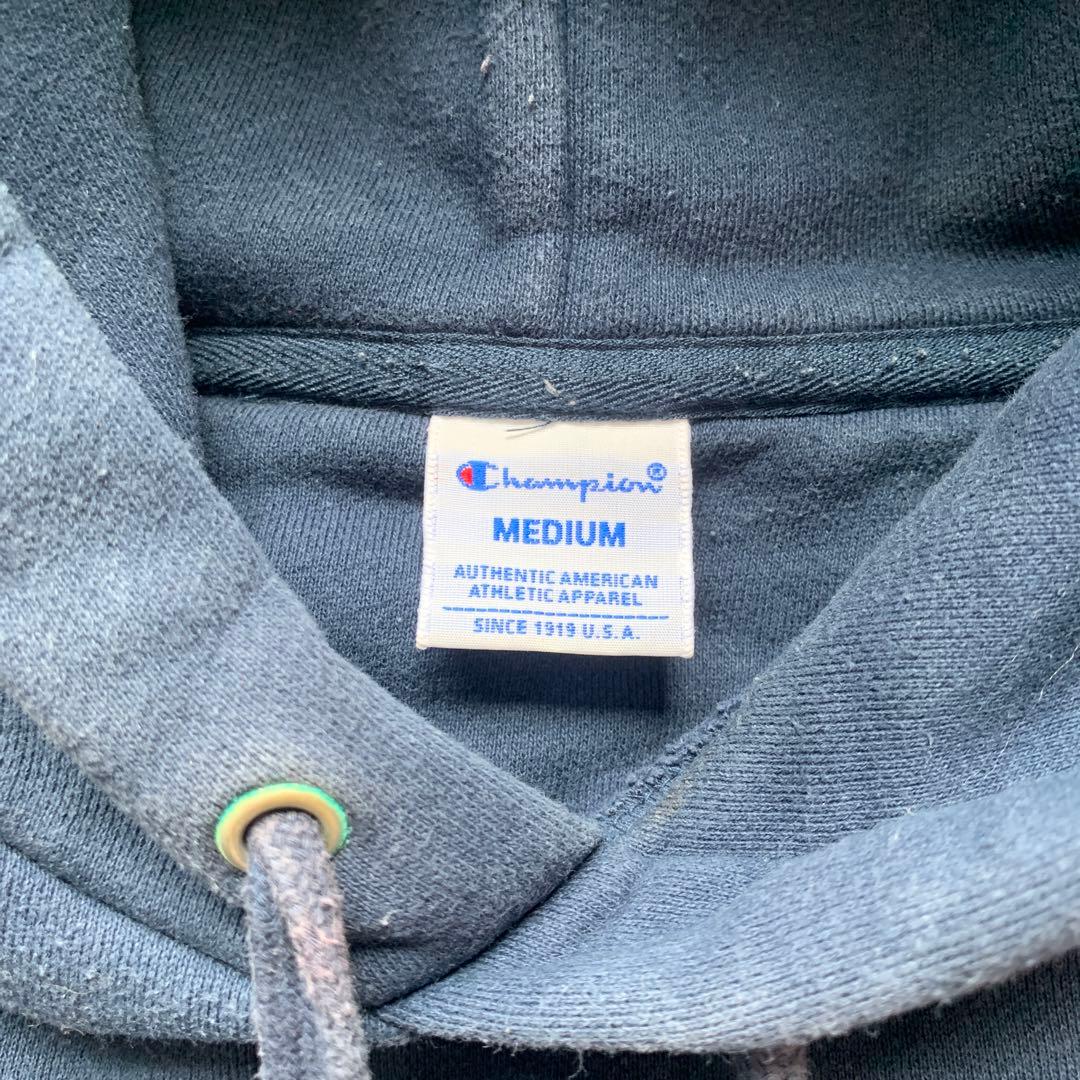 Champion®
MEDIUM
AUTHENTIC AMERICAN
ATHLETIC APPAREL
SINCE 1919 U.S.A.